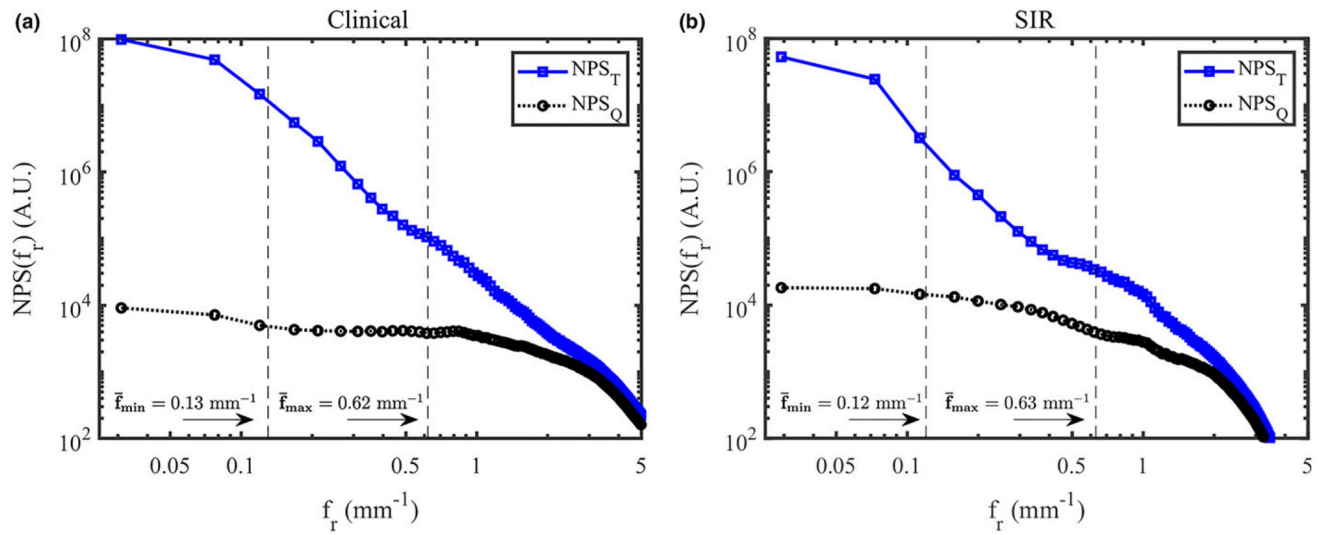 (a)
Clinical
10^8
10^6
10^4
10^2
NPS(f_r) (A.U.)
NPS_T
NPS_Q
f̄_min = 0.13 mm^-1
f̄_max = 0.62 mm^-1
0.05 0.1 0.5 1 5
f_r (mm^-1)
(b)
SIR
10^8
10^6
10^4
10^2
NPS(f_r) (A.U.)
NPS_T
NPS_Q
f̄_min = 0.12 mm^-1
f̄_max = 0.63 mm^-1
0.05 0.1 0.5 1 5
f_r (mm^-1)